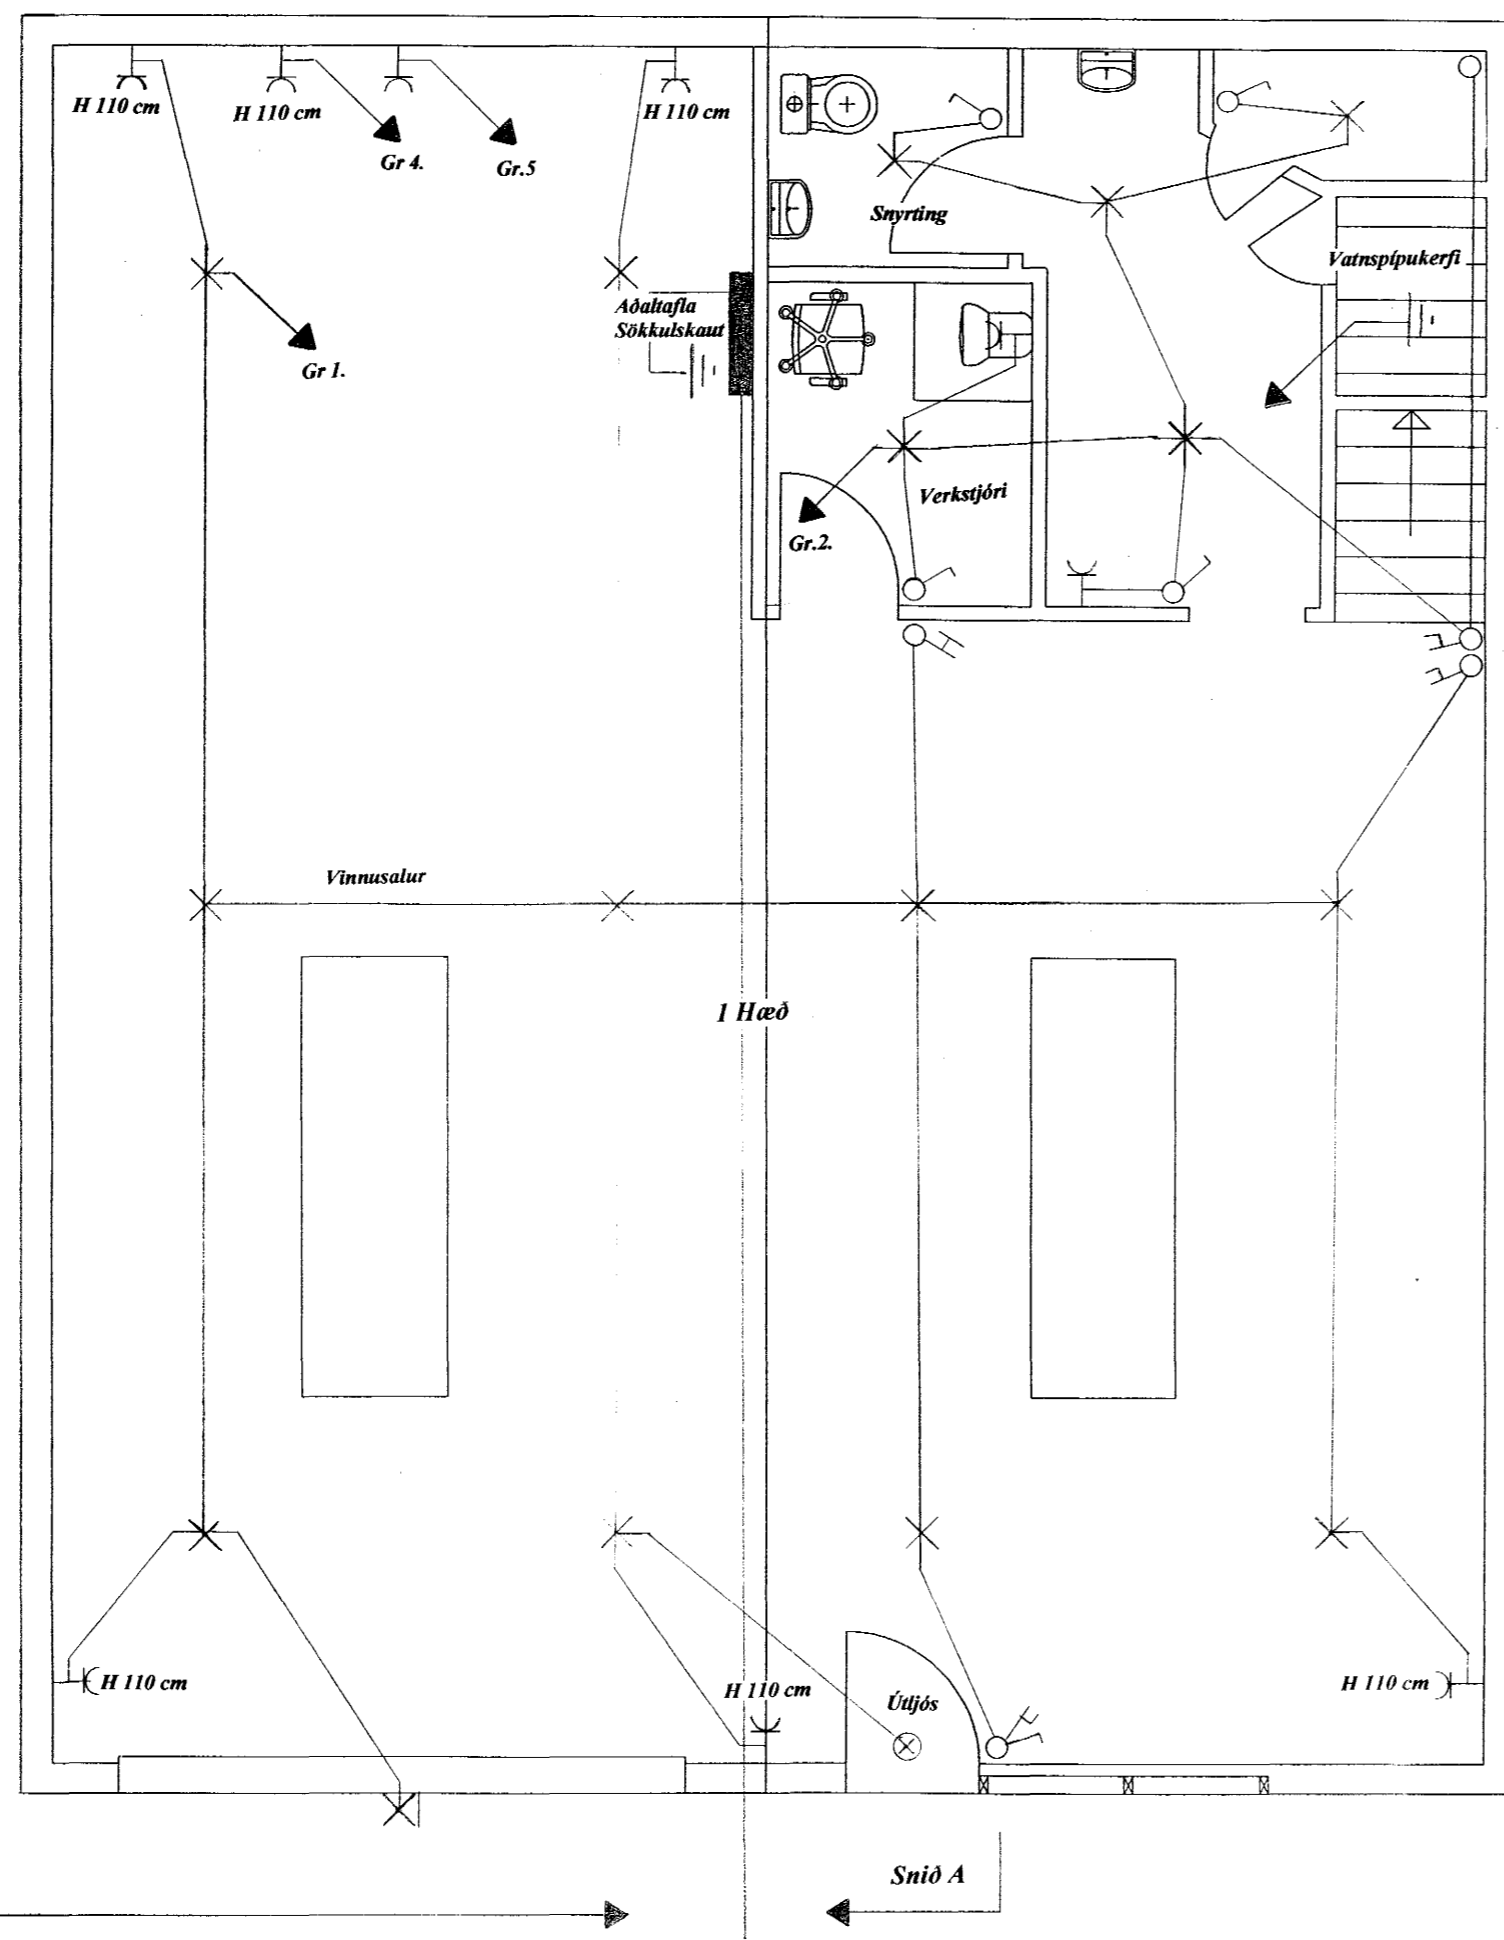 H 110 cm
H 110 cm
Gr 4.
Gr.5
H 110 cm
Snyrting
Vatnspípukerfi
Aðaltafla
Sökkulskaut
Gr 1.
Verkstjóri
Gr.2.
Vinnusalur
1 Hæð
H 110 cm
H 110 cm
Útljós
H 110 cm
Snið A